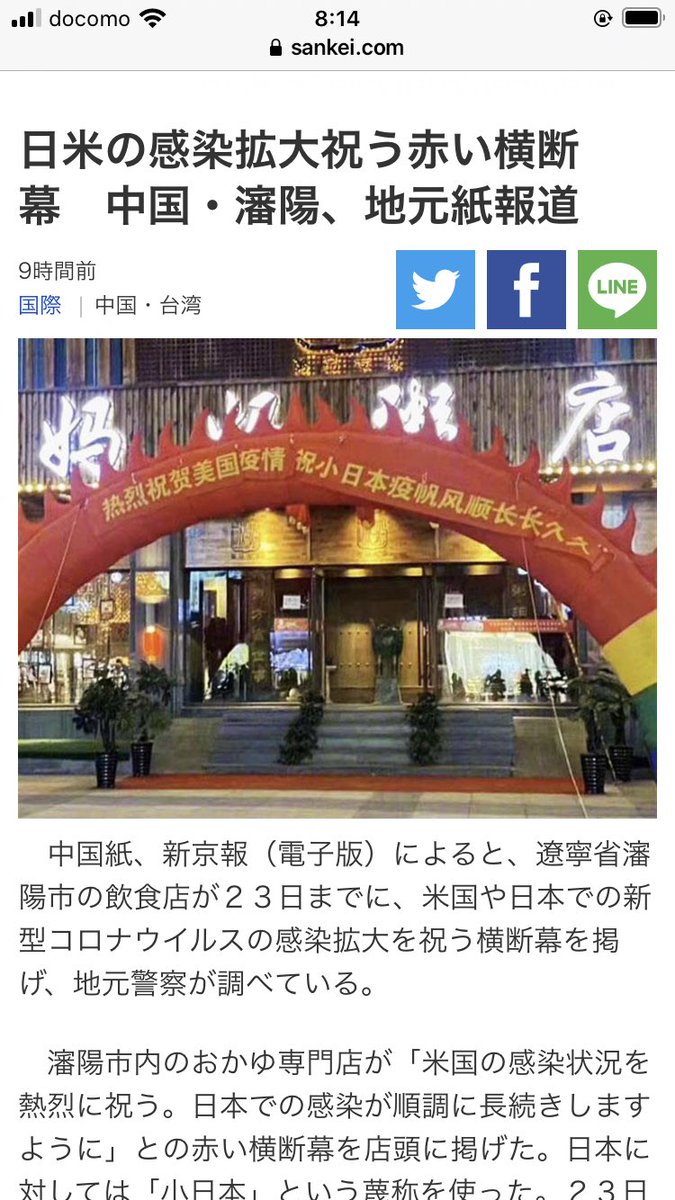 docomo
8:14
sankei.com
日米の感染拡大祝う赤い横断
幕　中国・瀋陽、地元紙報道
9時間前
国際 | 中国・台湾
LINE
妈 粥店
热烈祝贺美国疫情 祝小日本疫帆风顺长长久久
　中国紙、新京報（電子版）によると、遼寧省瀋
陽市の飲食店が２３日までに、米国や日本での新
型コロナウイルスの感染拡大を祝う横断幕を掲
げ、地元警察が調べている。
　瀋陽市内のおかゆ専門店が「米国の感染状況を
熱烈に祝う。日本での感染が順調に長続きします
ように」との赤い横断幕を店頭に掲げた。日本に
対しては「小日本」という蔑称を使った。２３日